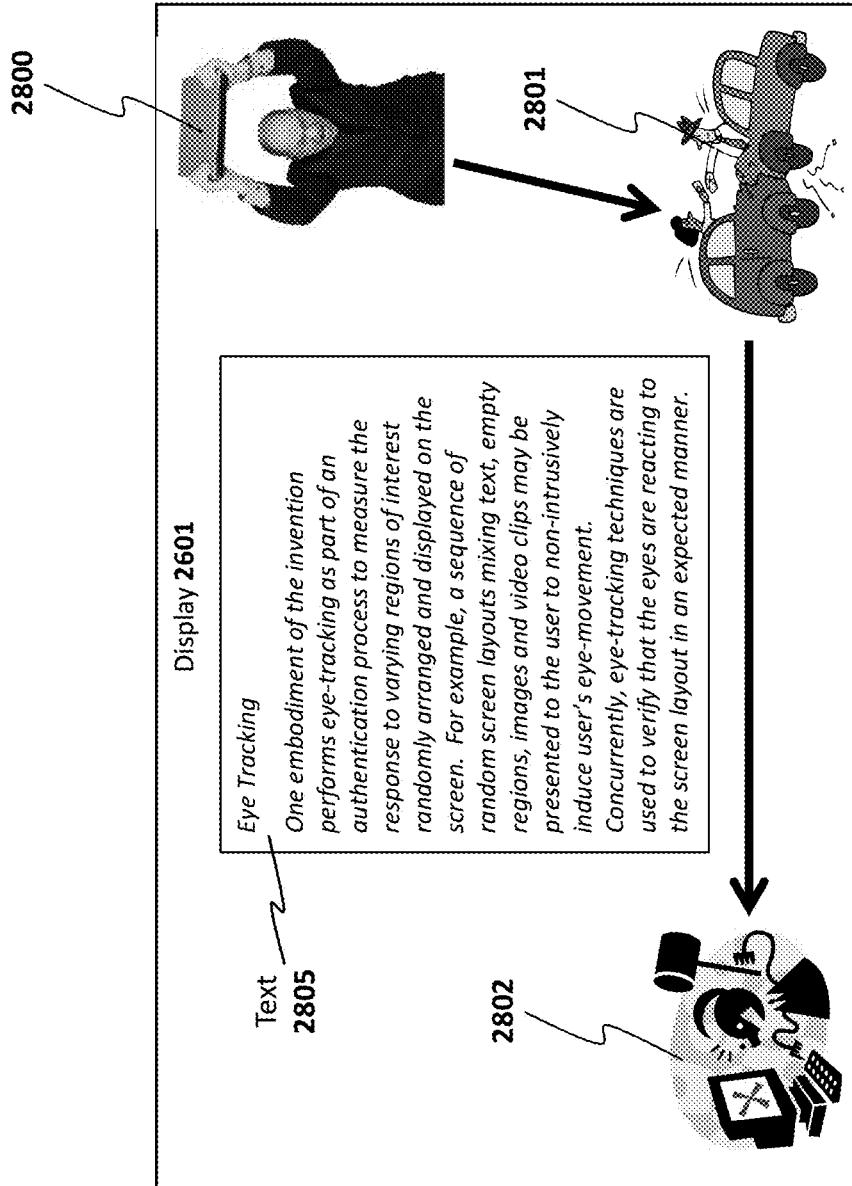 Display 2601
2800
Text
2805
Eye Tracking
One embodiment of the invention
performs eye-tracking as part of an
authentication process to measure the
response to varying regions of interest
randomly arranged and displayed on the
screen. For example, a sequence of
random screen layouts mixing text, empty
regions, images and video clips may be
presented to the user to non-intrusively
induce user's eye-movement.
Concurrently, eye-tracking techniques are
used to verify that the eyes are reacting to
the screen layout in an expected manner.
2802
2801